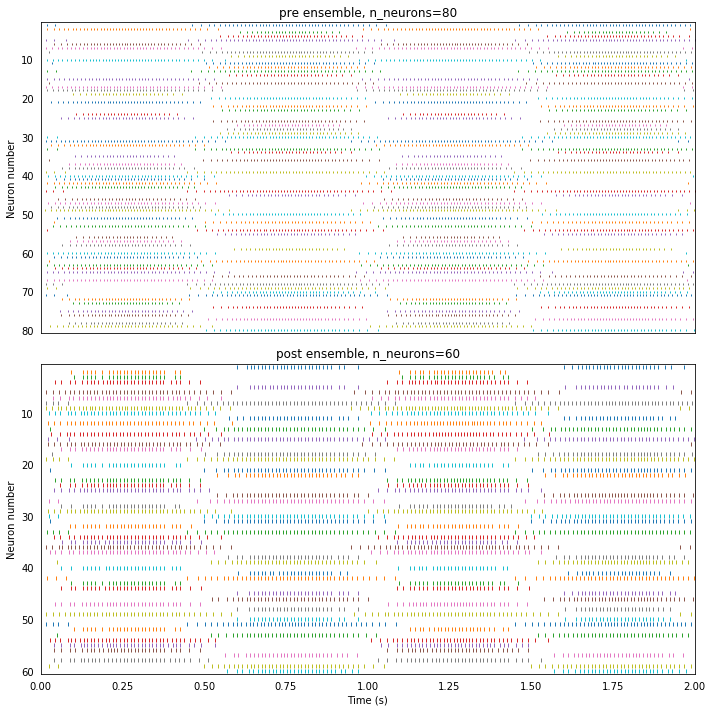 pre ensemble, n_neurons=80
10
20
30
40
50
60
70
80
Neuron number
post ensemble, n_neurons=60
10
20
30
40
50
60
Neuron number
0.00 0.25 0.50 0.75 1.00 1.25 1.50 1.75 2.00
Time (s)